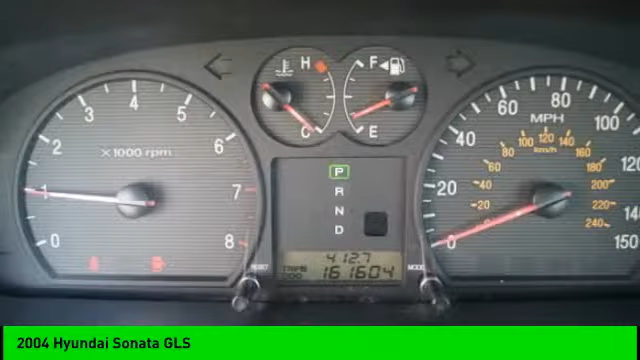 0
1
2
3
4
5
6
7
8
X1000 rpm
H
C
F
E
P
R
N
D
RESET
412.7
TRIP B
ODO
161604
MODE
MPH
km/h
0
20
40
60
80
100
120
140
150
20
40
60
80
100
120
140
160
180
200
220
240
2004 Hyundai Sonata GLS